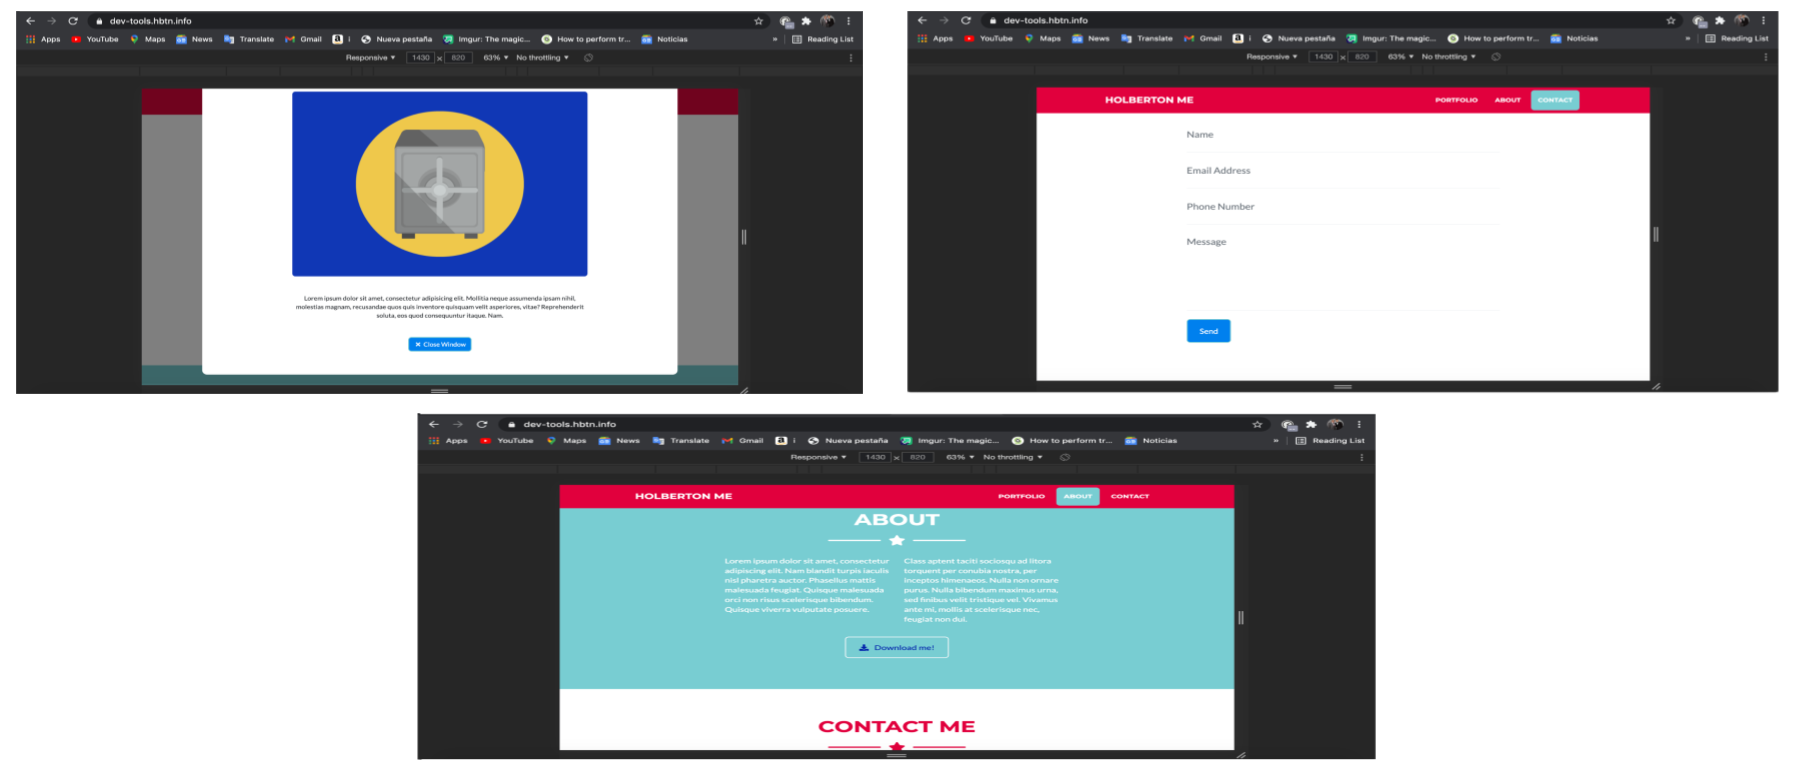 dev-tools.hbtn.info
Apps YouTube Maps News Translate Gmail a i Nueva pestaña Imgur: The magic... How to perform tr... Noticias » Reading List
Responsive ▾ 1430 x 820 63% ▾ No throttling ▾
Lorem ipsum dolor sit amet, consectetur adipisicing elit. Mollitia neque assumenda ipsam nihil,
molestias magnam, recusandae quos quis inventore quisquam velit asperiores, vitae? Reprehenderit
soluta, eos quod consequuntur itaque. Nam.
Close Window
dev-tools.hbtn.info
Apps YouTube Maps News Translate Gmail a i Nueva pestaña Imgur: The magic... How to perform tr... Noticias » Reading List
Responsive ▾ 1430 x 820 63% ▾ No throttling ▾
HOLBERTON ME PORTFOLIO ABOUT CONTACT
Name
Email Address
Phone Number
Message
Send
dev-tools.hbtn.info
Apps YouTube Maps News Translate Gmail a i Nueva pestaña Imgur: The magic... How to perform tr... Noticias » Reading List
Responsive ▾ 1430 x 820 63% ▾ No throttling ▾
HOLBERTON ME PORTFOLIO ABOUT CONTACT
ABOUT
Lorem ipsum dolor sit amet, consectetur
adipiscing elit. Nam blandit turpis iaculis
nisl pharetra auctor. Phasellus mattis
malesuada feugiat. Quisque malesuada
orci non risus scelerisque bibendum.
Quisque viverra vulputate posuere.
Class aptent taciti sociosqu ad litora
torquent per conubia nostra, per
inceptos himenaeos. Nulla non ornare
purus. Nulla bibendum maximus urna,
sed finibus velit tristique vel. Vivamus
ante mi, mollis at scelerisque nec,
feugiat non dui.
Download me!
CONTACT ME